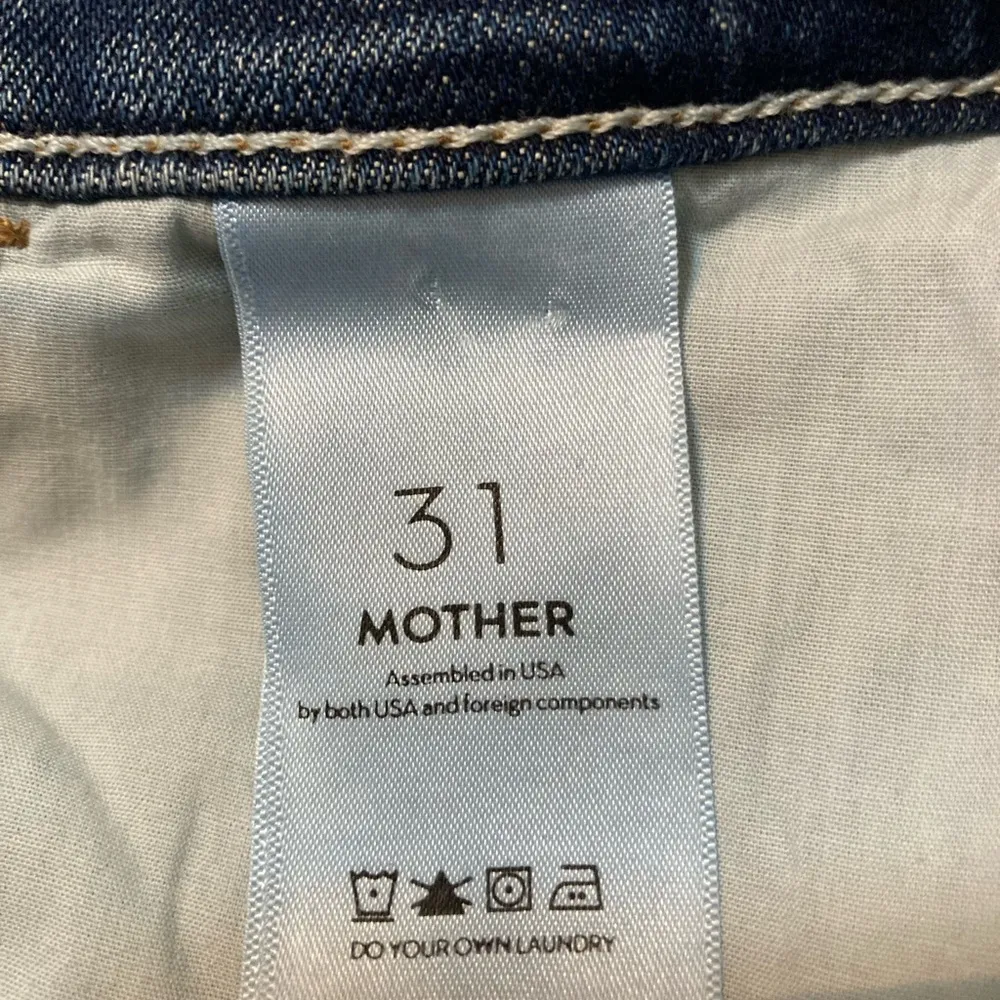 31
MOTHER
Assembled in USA
by both USA and foreign components
DO YOUR OWN LAUNDRY